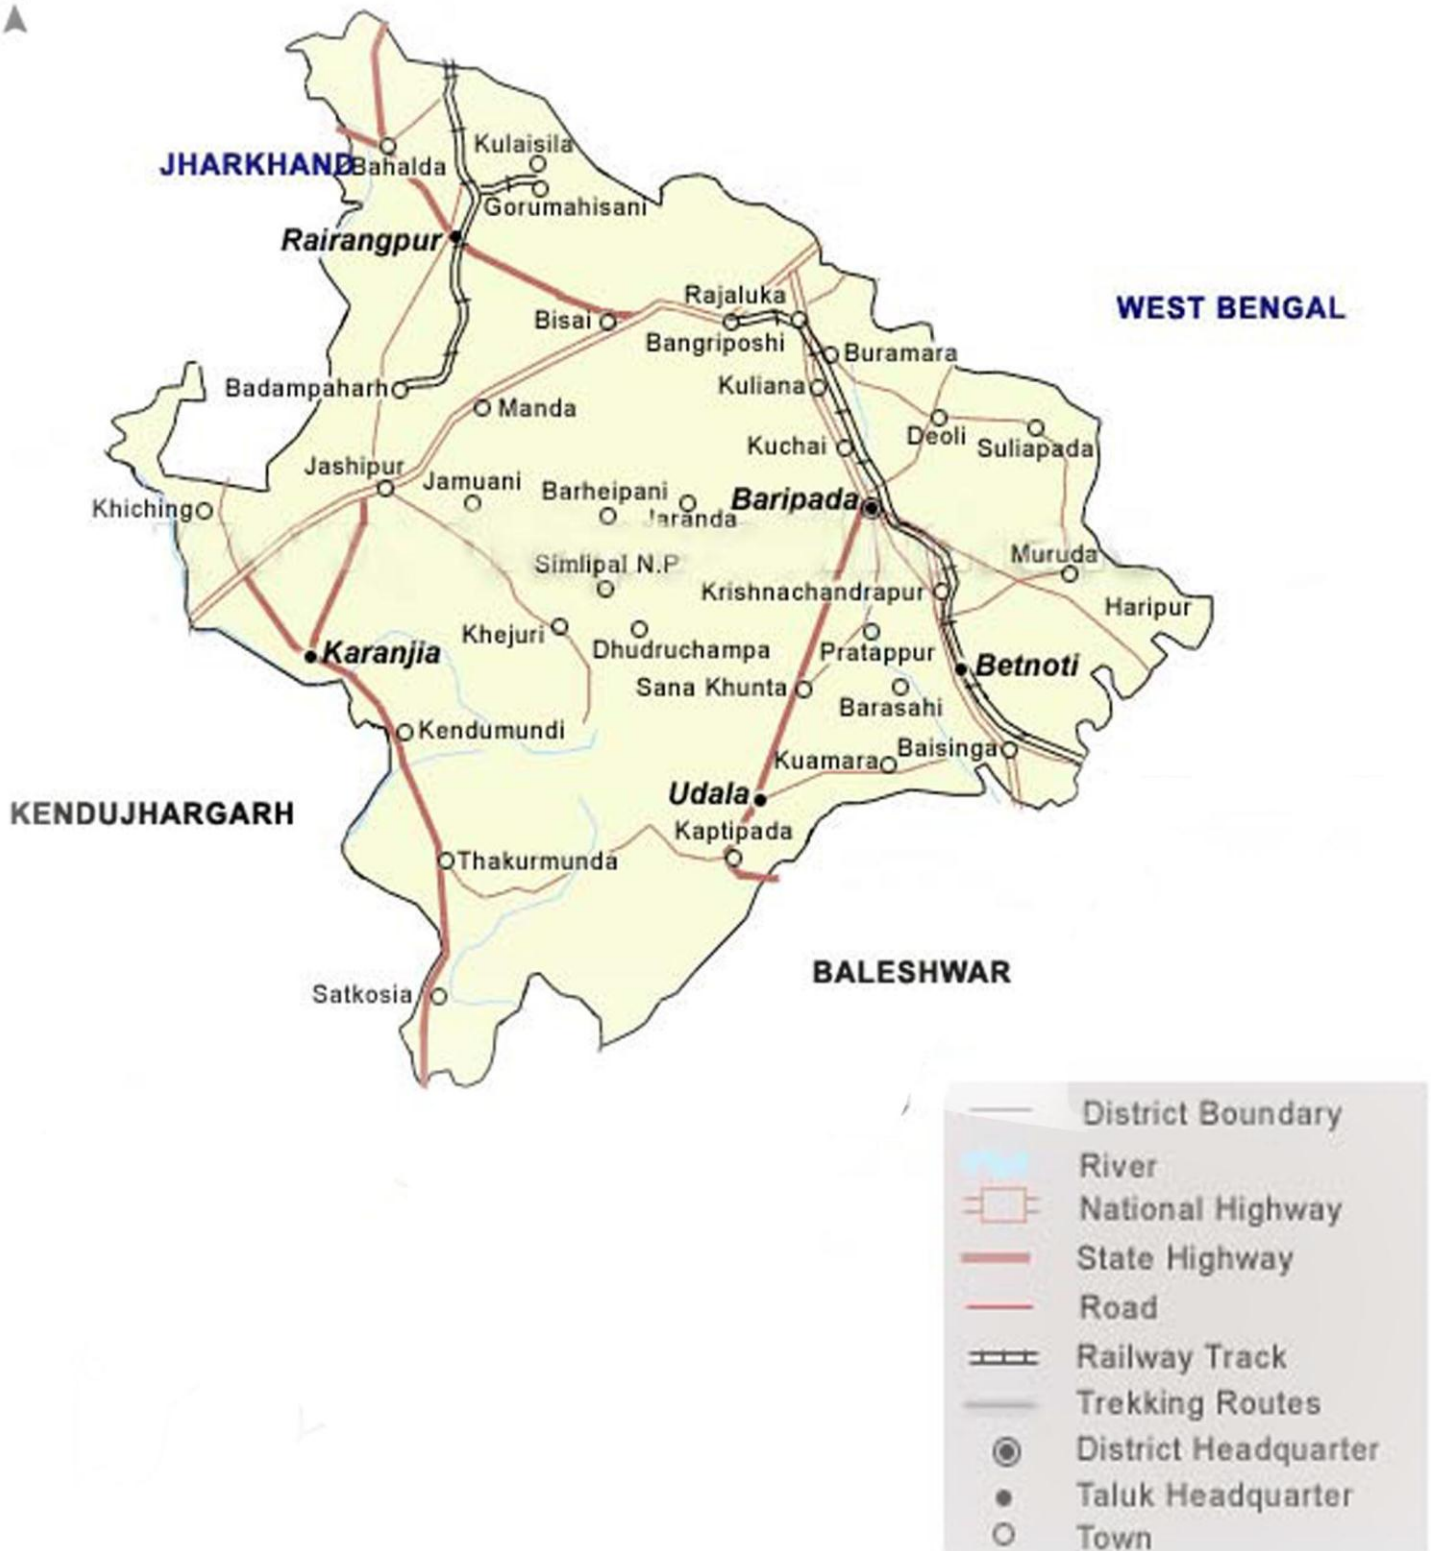 Kulaisila
JHARKHAND
Bahalda
Gorumahisani
Rairangpur
Rajaluka
WEST BENGAL
Bisai
Bangriposhi
Buramara
Badampaharh
Kuliana
Manda
Deoli
Suliapada
Kuchai
Jashipur
Jamuani
Barheipani
Baripada
Khiching
Jaranda
Muruda
Simlipal N.P
Krishnachandrapur
Haripur
Khejuri
Karanjia
Dhudruchampa
Pratappur
Betnoti
Sana Khunta
Barasahi
Kendumundi
Baisinga
Kuamara
Udala
KENDUJHARGARH
Kaptipada
Thakurmunda
BALESHWAR
Satkosia
District Boundary
River
National Highway
State Highway
Road
Railway Track
Trekking Routes
District Headquarter
Taluk Headquarter
Town